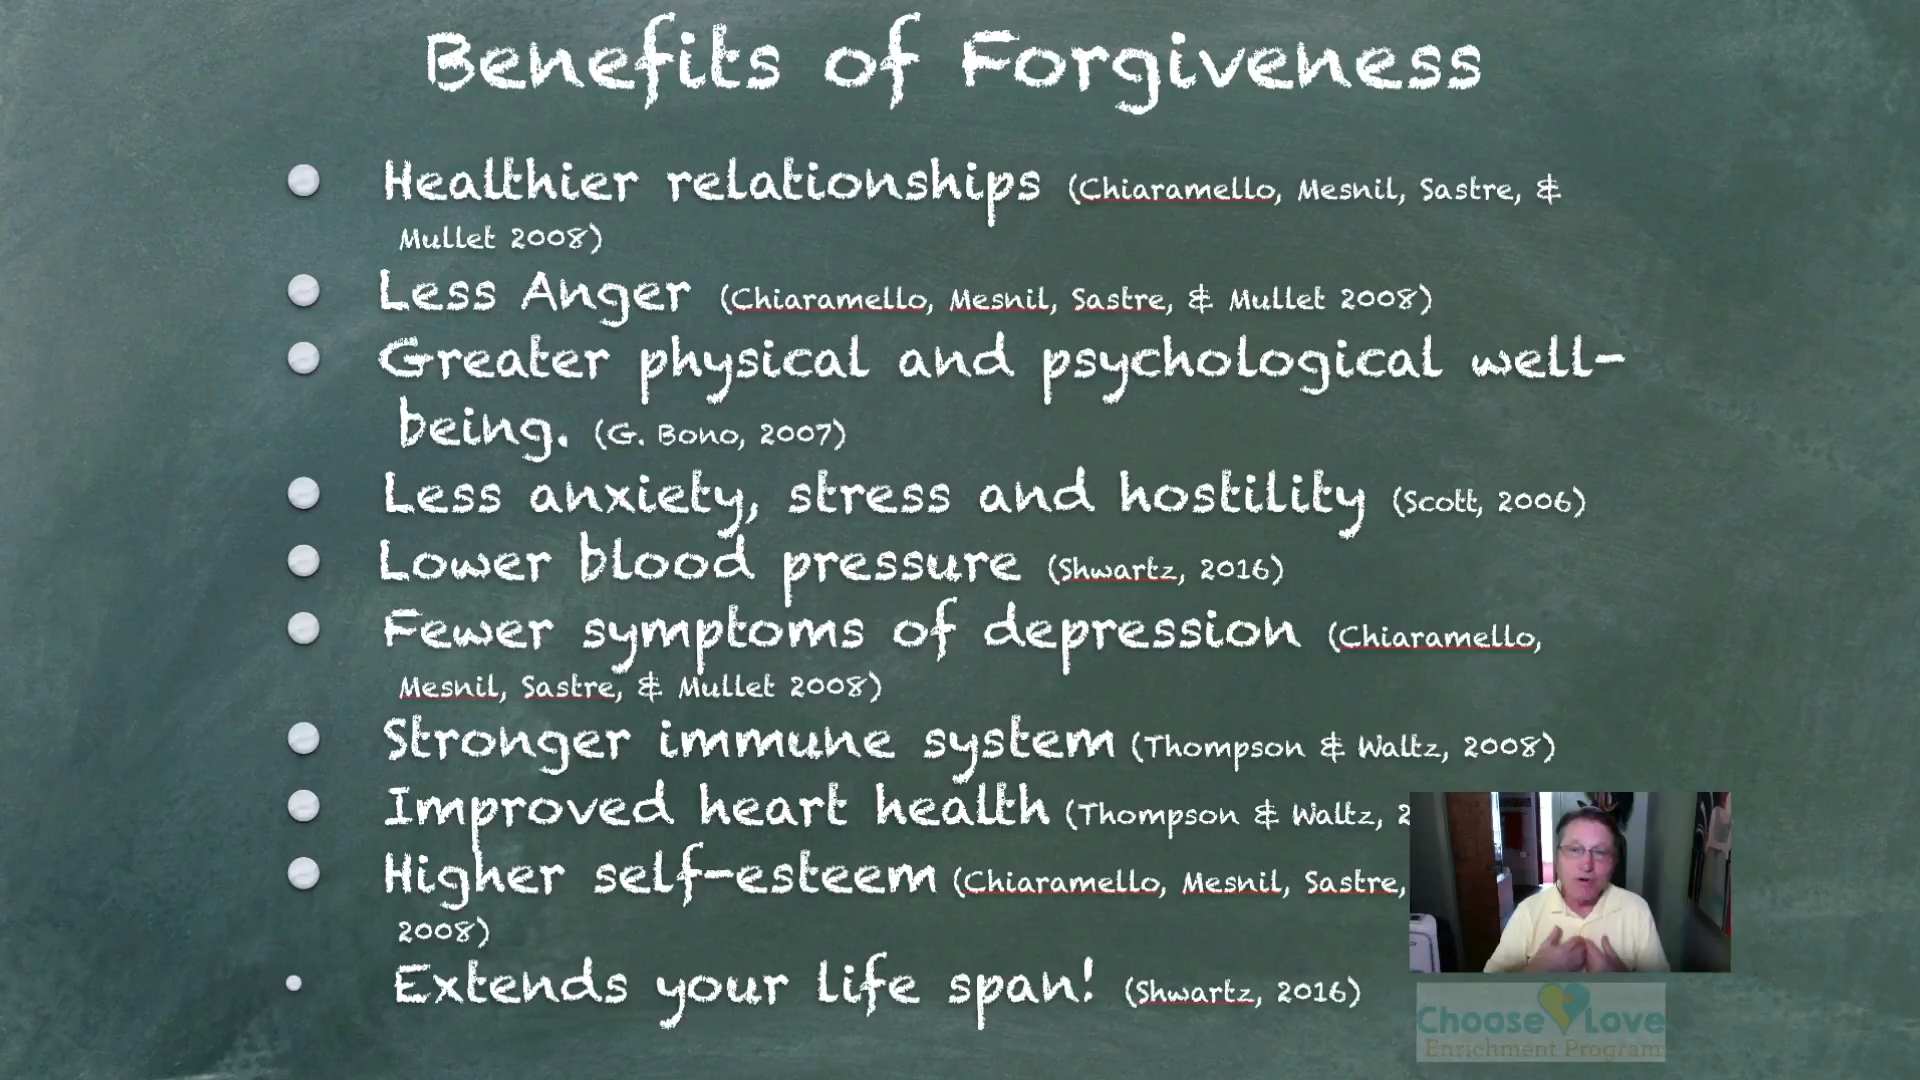 Benefits of Forgiveness
Healthier relationships (Chiaramello, Mesnil, Sastre, &
Mullet 2008)
Less Anger (Chiaramello, Mesnil, Sastre, & Mullet 2008)
Greater physical and psychological well-
being. (G. Bono, 2007)
Less anxiety, stress and hostility (Scott, 2006)
Lower blood pressure (Shwartz, 2016)
Fewer symptoms of depression (Chiaramello,
Mesnil, Sastre, & Mullet 2008)
Stronger immune system (Thompson & Waltz, 2008)
Improved heart health (Thompson & Waltz, 2
Higher self-esteem (Chiaramello, Mesnil, Sastre,
2008)
Extends your life span! (Shwartz, 2016)
Choose Love
Enrichment Program